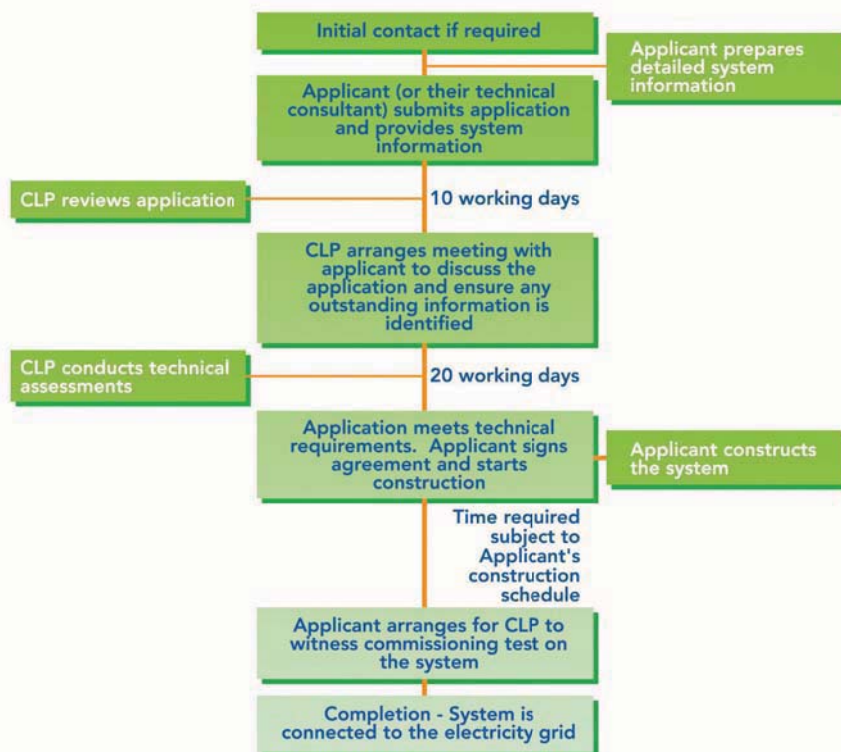 Initial contact if required
Applicant prepares
detailed system
information
Applicant (or their technical
consultant) submits application
and provides system
information
CLP reviews application
10 working days
CLP arranges meeting with
applicant to discuss the
application and ensure any
outstanding information is
identified
CLP conducts technical
assessments
20 working days
Application meets technical
requirements. Applicant signs
agreement and starts
construction
Applicant constructs
the system
Time required
subject to
Applicant's
construction
schedule
Applicant arranges for CLP to
witness commissioning test on
the system
Completion - System is
connected to the electricity grid